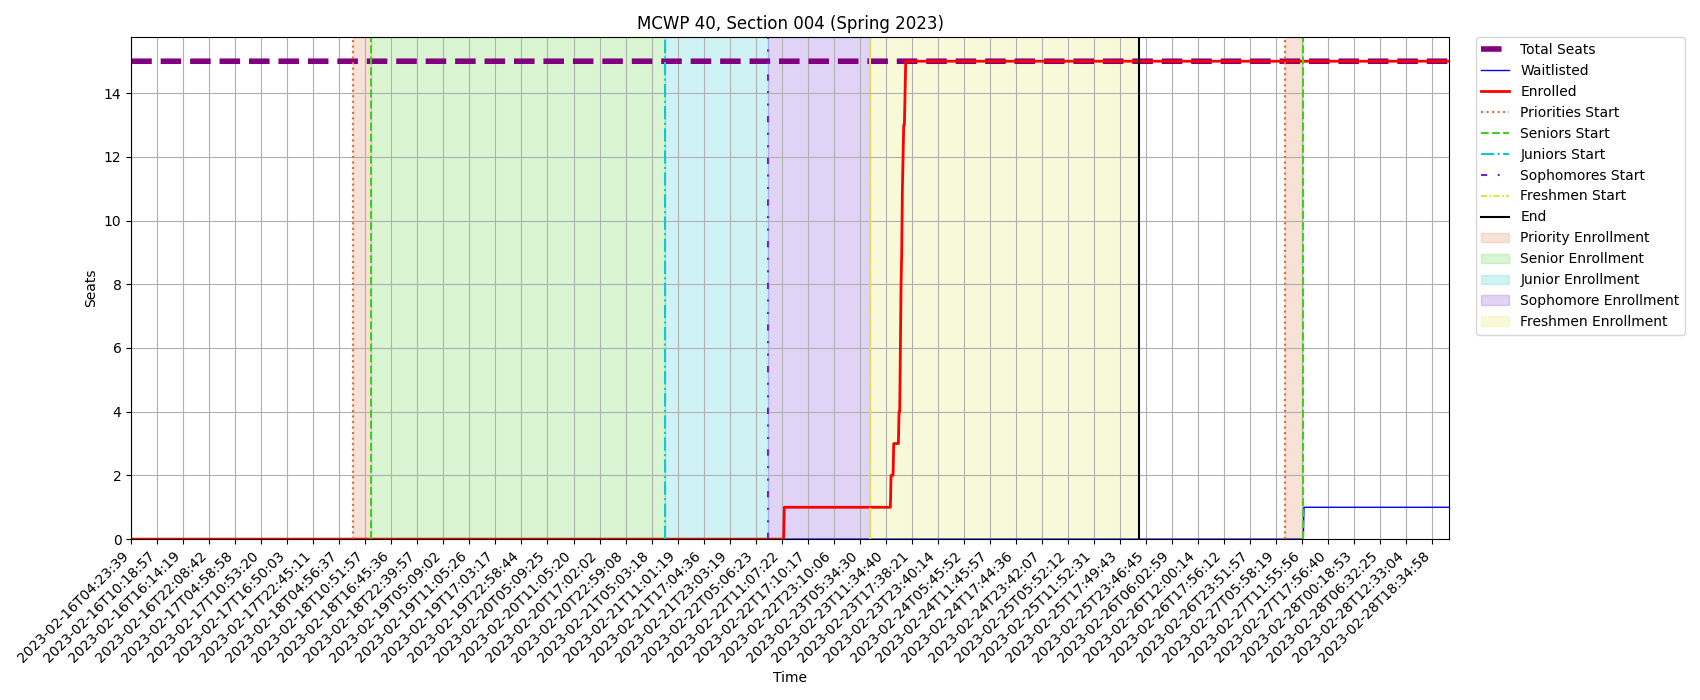 MCWP 40, Section 004 (Spring 2023)
Total Seats
Waitlisted
Enrolled
Priorities Start
Seniors Start
Juniors Start
Sophomores Start
Freshmen Start
End
Priority Enrollment
Senior Enrollment
Junior Enrollment
Sophomore Enrollment
Freshmen Enrollment
Seats
14
12
10
8
6
4
2
0
2023-02-16T04:23:39
2023-02-16T10:18:57
2023-02-16T16:14:19
2023-02-16T22:08:42
2023-02-17T04:58:58
2023-02-17T10:53:20
2023-02-17T16:50:03
2023-02-17T22:45:11
2023-02-18T04:56:37
2023-02-18T10:51:57
2023-02-18T16:45:36
2023-02-18T22:39:57
2023-02-19T05:09:02
2023-02-19T11:05:26
2023-02-19T17:03:17
2023-02-19T22:58:44
2023-02-20T05:09:25
2023-02-20T11:05:20
2023-02-20T17:02:02
2023-02-20T22:59:08
2023-02-21T05:03:18
2023-02-21T11:01:19
2023-02-21T17:04:36
2023-02-21T23:03:19
2023-02-22T05:06:23
2023-02-22T11:07:22
2023-02-22T17:10:17
2023-02-22T23:10:06
2023-02-23T05:34:30
2023-02-23T11:34:40
2023-02-23T17:38:21
2023-02-23T23:40:14
2023-02-24T05:45:52
2023-02-24T11:45:57
2023-02-24T17:44:36
2023-02-24T23:42:07
2023-02-25T05:52:12
2023-02-25T11:52:31
2023-02-25T17:49:43
2023-02-25T23:46:45
2023-02-26T06:02:59
2023-02-26T12:00:14
2023-02-26T17:56:12
2023-02-26T23:51:57
2023-02-27T05:58:19
2023-02-27T11:55:56
2023-02-27T17:56:40
2023-02-28T00:18:53
2023-02-28T06:32:25
2023-02-28T12:33:04
2023-02-28T18:34:58
Time